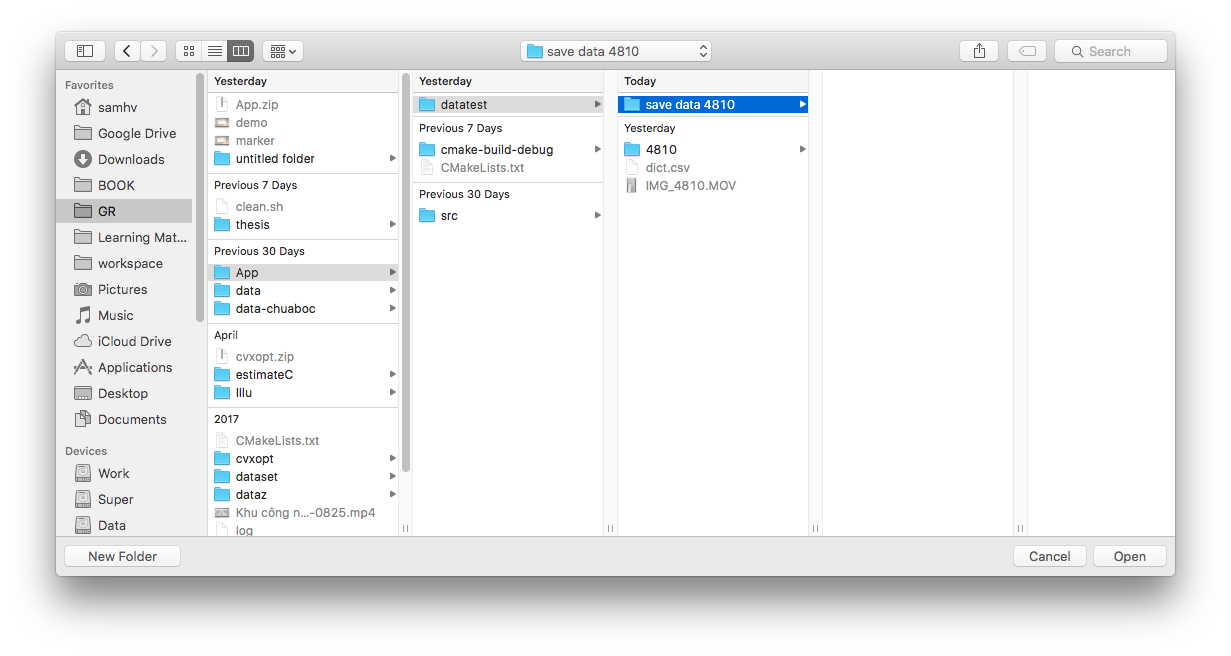 save data 4810
Search
Favorites
samhv
Google Drive
Downloads
BOOK
GR
Learning Mat...
workspace
Pictures
Music
iCloud Drive
Applications
Desktop
Documents
Devices
Work
Super
Data
Yesterday
App.zip
demo
marker
untitled folder
Previous 7 Days
clean.sh
thesis
Previous 30 Days
App
data
data-chuaboc
April
cvxopt.zip
estimateC
2017
CMakeLists.txt
cvxopt
dataset
dataz
Khu công n...-0825.mp4
log
Yesterday
datatest
Previous 7 Days
cmake-build-debug
CMakeLists.txt
Previous 30 Days
src
Today
save data 4810
Yesterday
4810
dict.csv
IMG_4810.MOV
New Folder
Cancel
Open